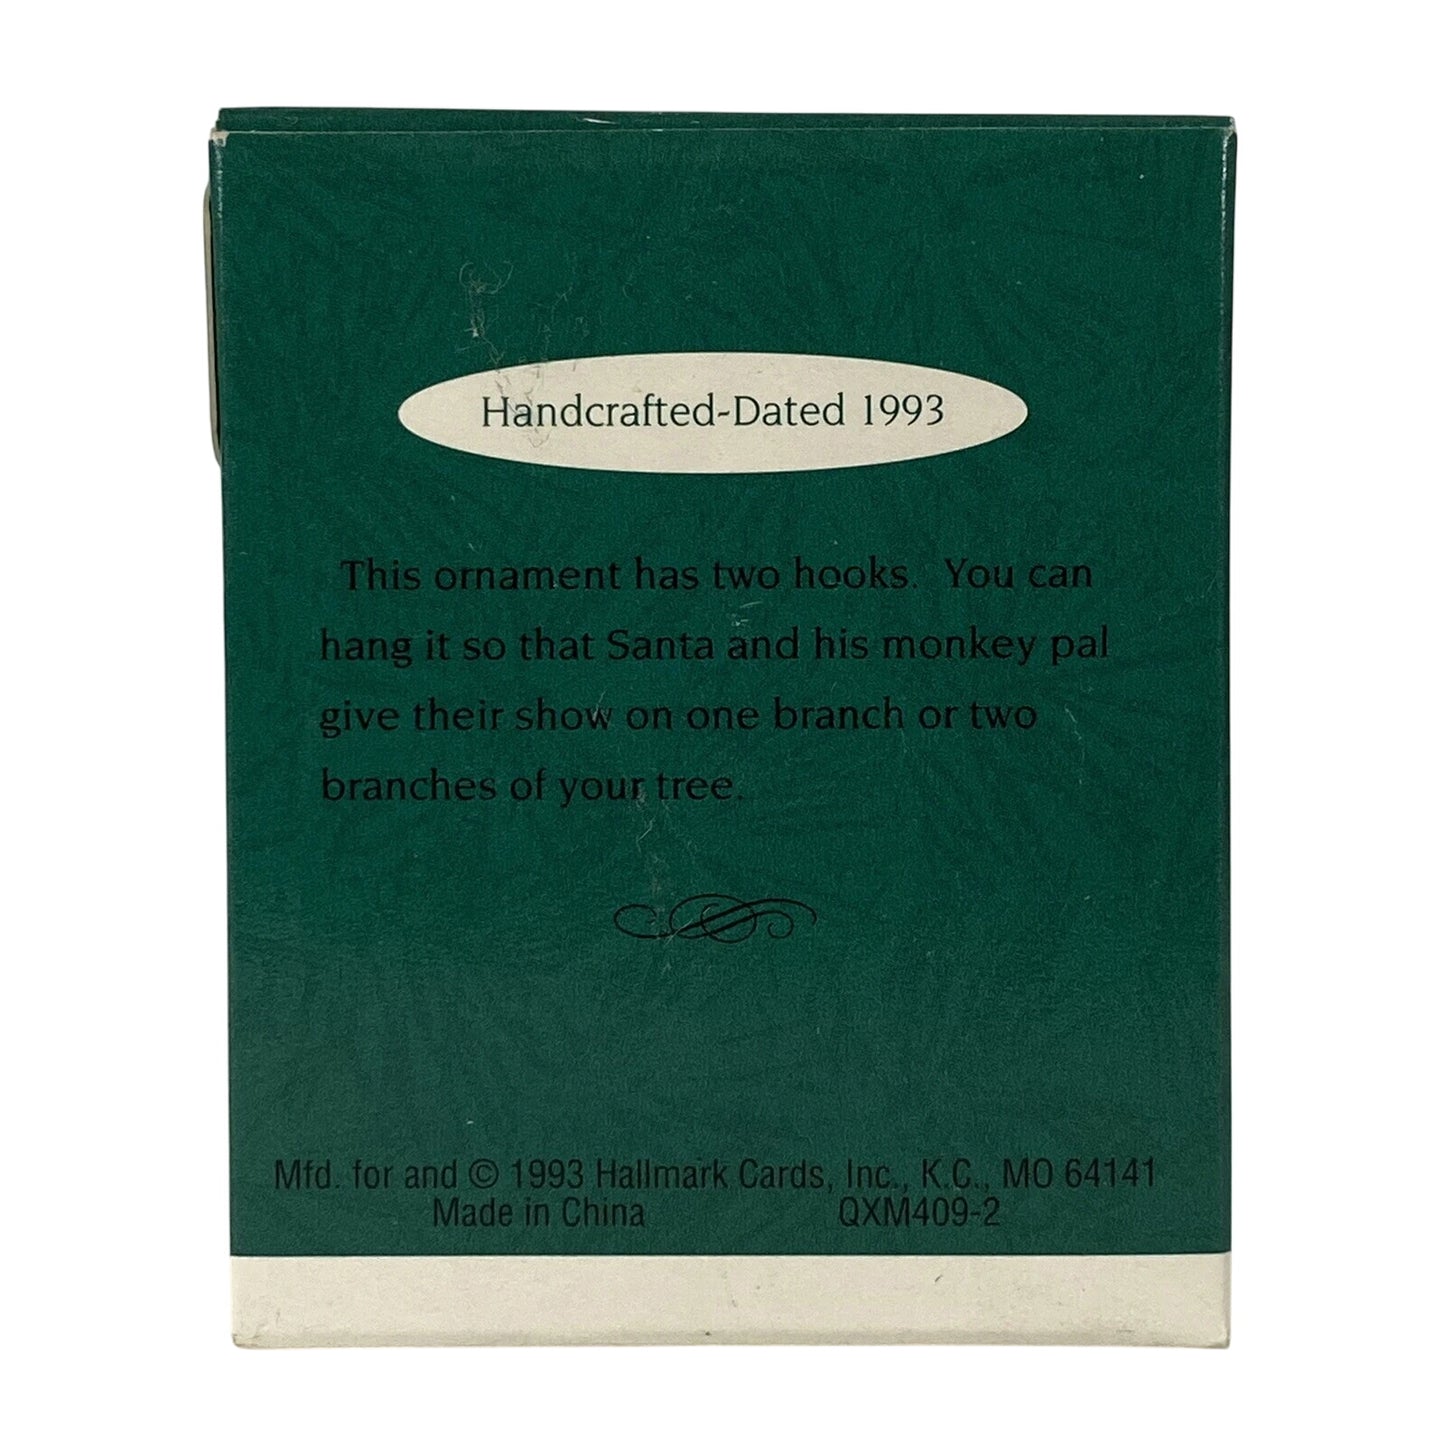 Handcrafted-Dated 1993
This ornament has two hooks. You can
hang it so that Santa and his monkey pal
give their show on one branch or two
branches of your tree.
Mfd. for and © 1993 Hallmark Cards, Inc., K.C., MO 64141
Made in China QXM409-2